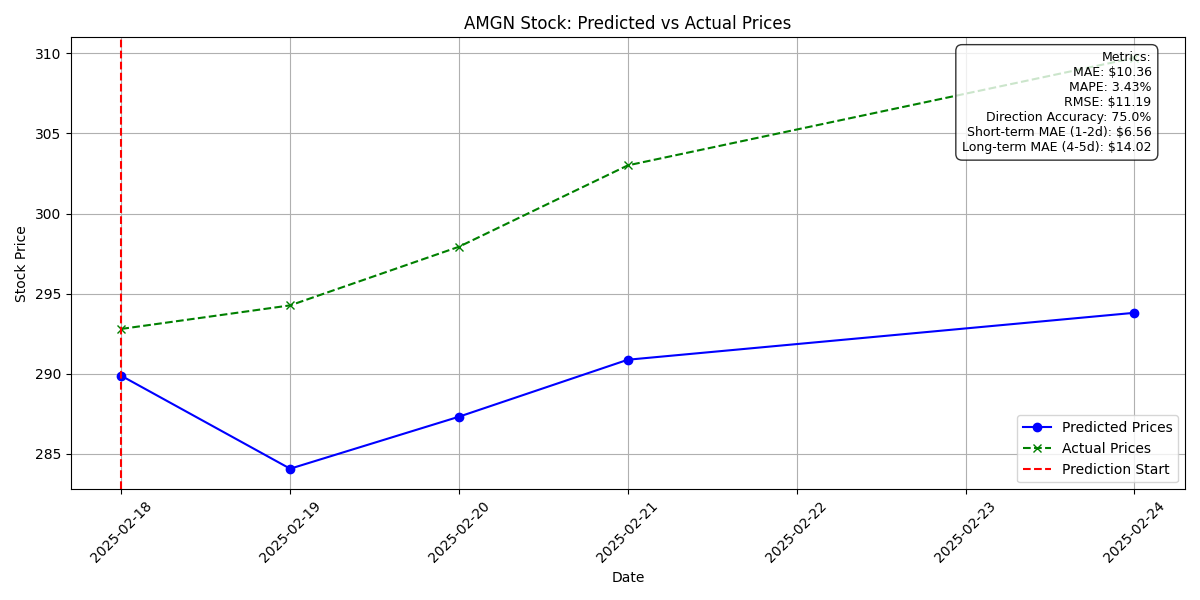 AMGN Stock: Predicted vs Actual Prices
310
305
300
295
290
285
Stock Price
Metrics:
MAE: $10.36
MAPE: 3.43%
RMSE: $11.19
Direction Accuracy: 75.0%
Short-term MAE (1-2d): $6.56
Long-term MAE (4-5d): $14.02
Predicted Prices
Actual Prices
Prediction Start
2025-02-18
2025-02-19
2025-02-20
2025-02-21
2025-02-22
2025-02-23
2025-02-24
Date